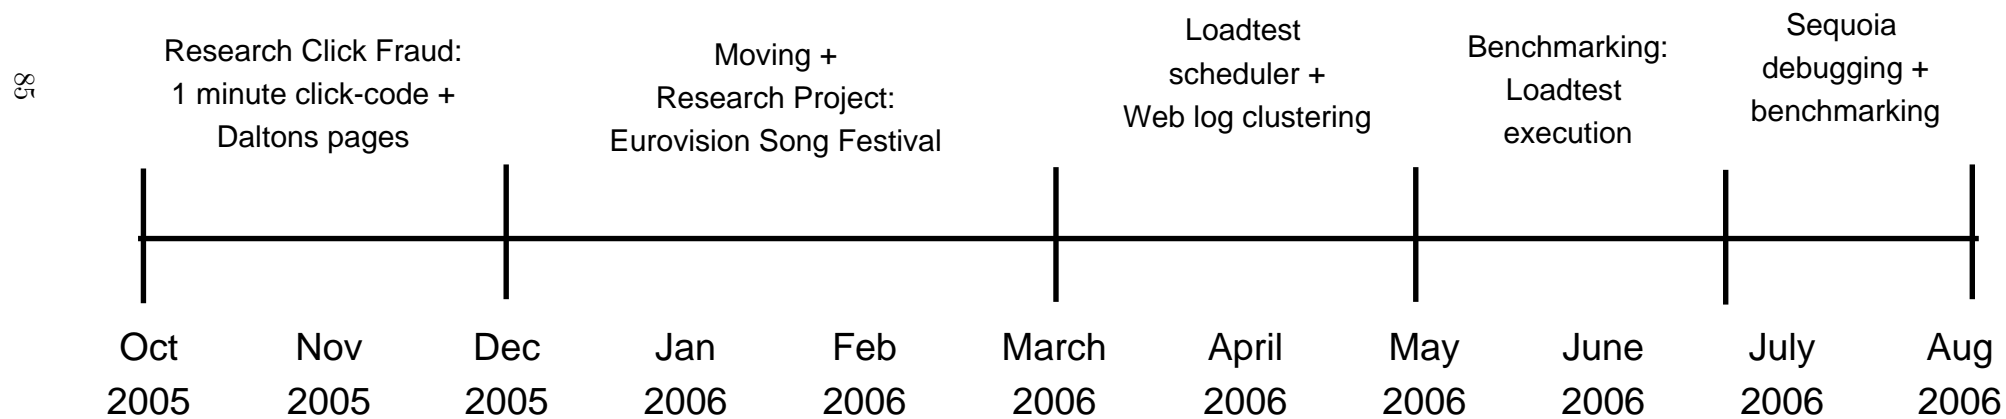 85
Research Click Fraud:
1 minute click-code +
Daltons pages
Moving +
Research Project:
Eurovision Song Festival
Loadtest
scheduler +
Web log clustering
Benchmarking:
Loadtest
execution
Sequoia
debugging +
benchmarking
Oct
2005
Nov
2005
Dec
2005
Jan
2006
Feb
2006
March
2006
April
2006
May
2006
June
2006
July
2006
Aug
2006